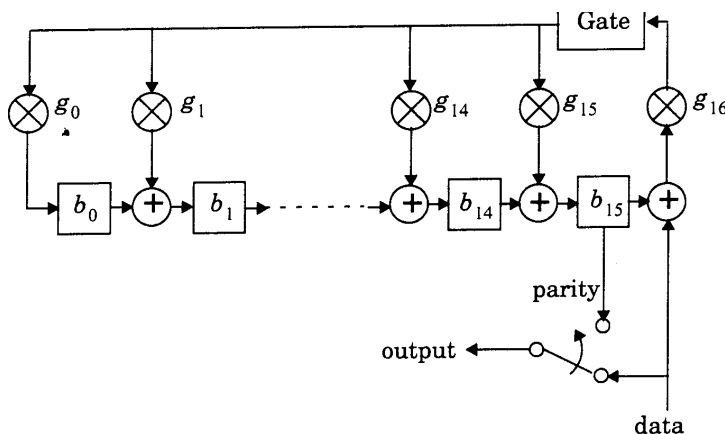 Gate
g₀ g₁ g₁₄ g₁₅ g₁₆
b₀ + b₁ + b₁₄ + b₁₅ +
parity
output
data